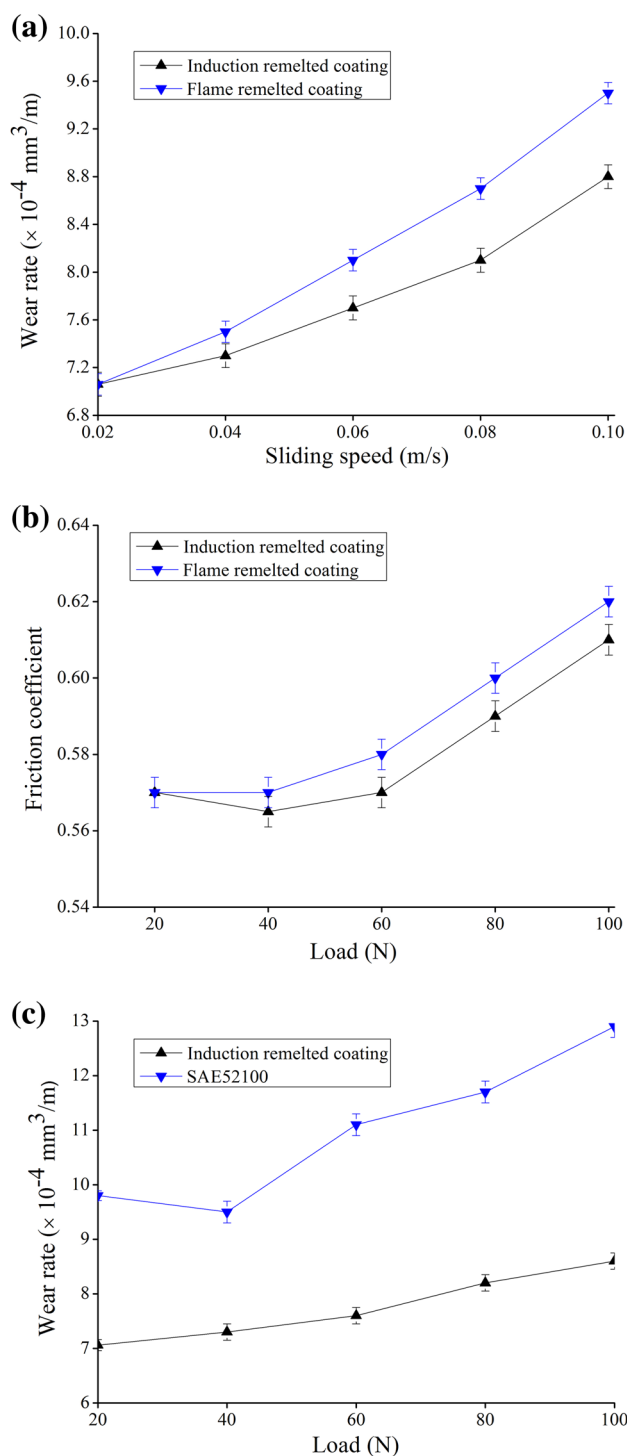 (a)
10.0
9.6
9.2
8.8
8.4
8.0
7.6
7.2
6.8
Wear rate (× 10⁻⁴ mm³/m)
Induction remelted coating
Flame remelted coating
0.02 0.04 0.06 0.08 0.10
Sliding speed (m/s)
(b)
0.64
0.62
0.60
0.58
0.56
0.54
Friction coefficient
Induction remelted coating
Flame remelted coating
20 40 60 80 100
Load (N)
(c)
13
12
11
10
9
8
7
6
Wear rate (× 10⁻⁴ mm³/m)
Induction remelted coating
SAE52100
20 40 60 80 100
Load (N)